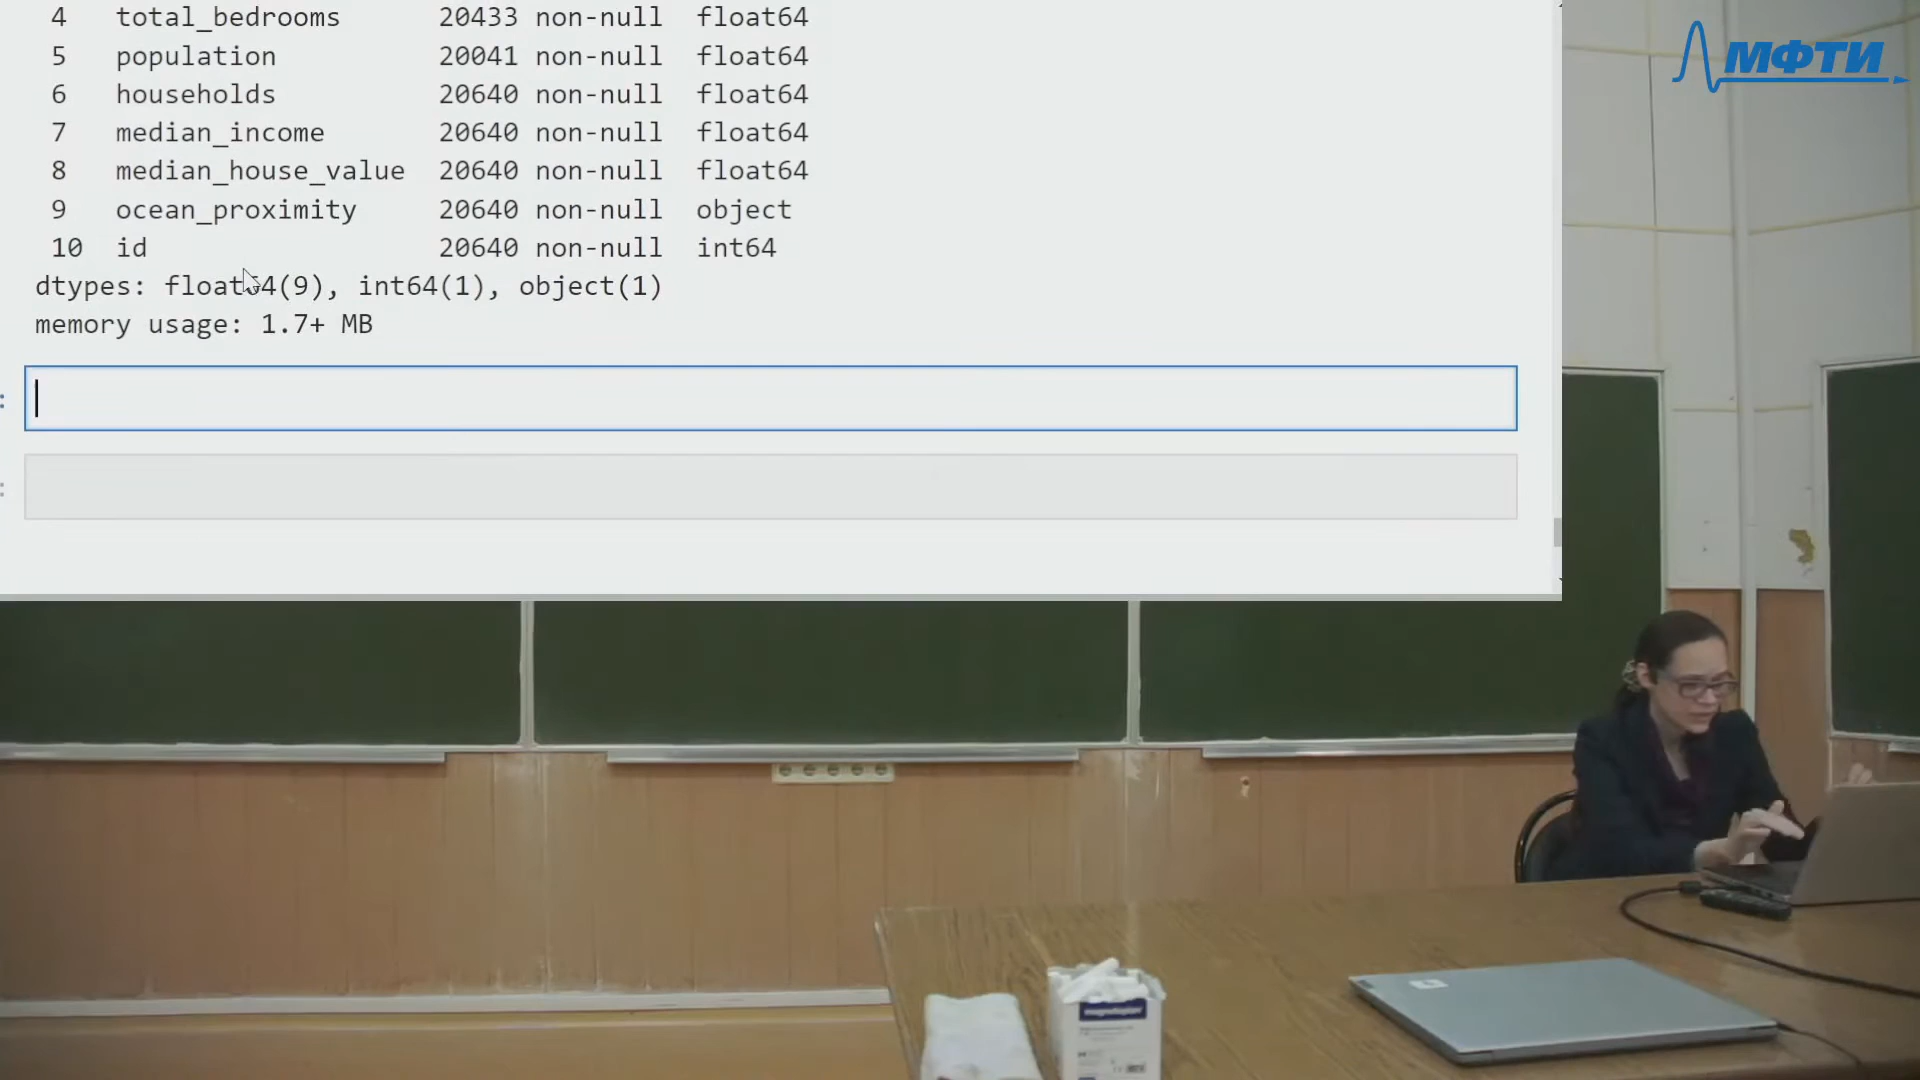 4 total_bedrooms 20433 non-null float64
5 population 20041 non-null float64
6 households 20640 non-null float64
7 median_income 20640 non-null float64
8 median_house_value 20640 non-null float64
9 ocean_proximity 20640 non-null object
10 id 20640 non-null int64
dtypes: float64(9), int64(1), object(1)
memory usage: 1.7+ MB
:
:
МФТИ